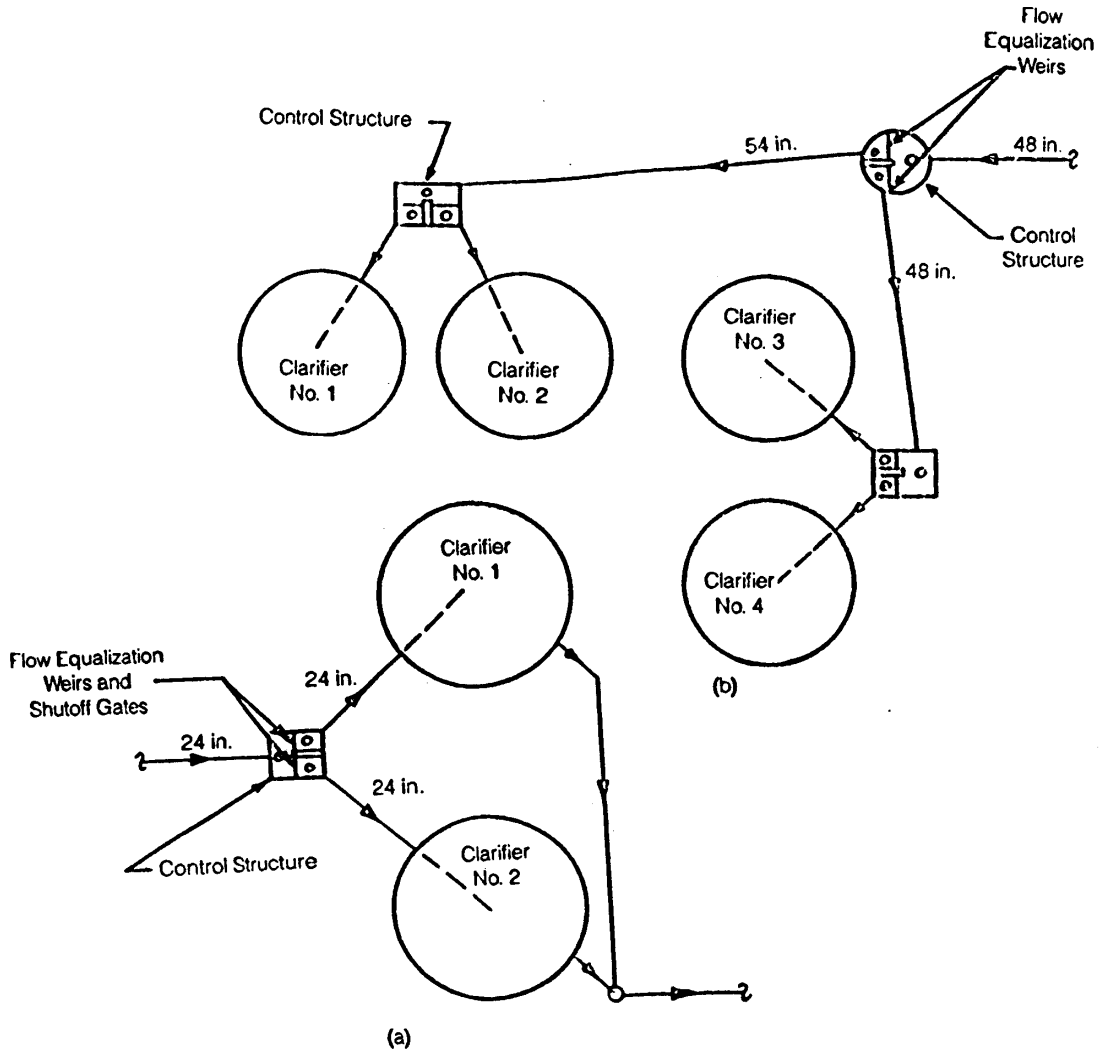 Flow
Equalization
Weirs
Control Structure
54 in.
48 in.
Control
Structure
48 in.
Clarifier
No. 1
Clarifier
No. 2
Clarifier
No. 3
Clarifier
No. 4
(b)
Clarifier
No. 1
Flow Equalization
Weirs and
Shutoff Gates
24 in.
24 in.
24 in.
Control Structure
Clarifier
No. 2
(a)